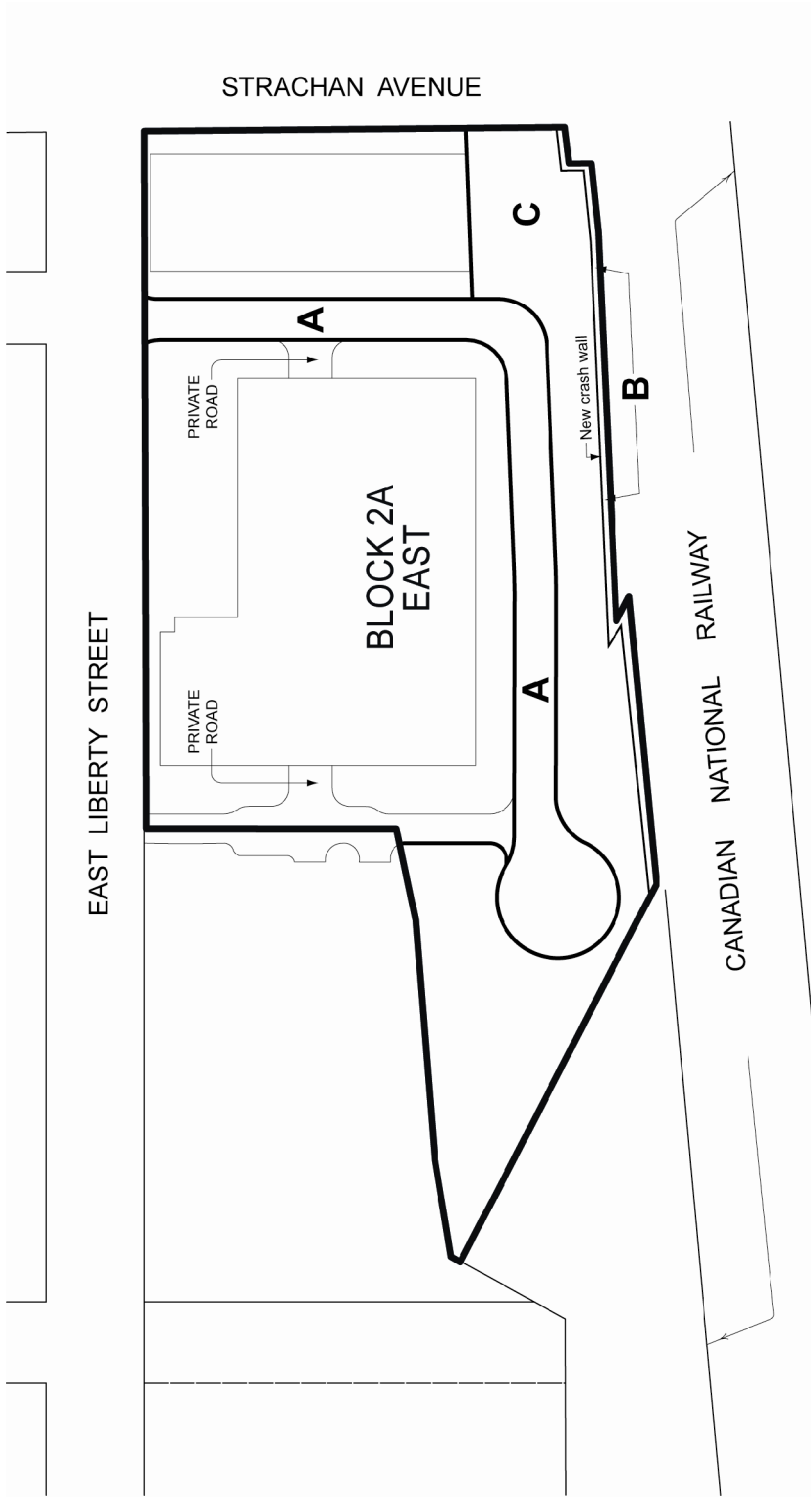 STRACHAN AVENUE
C
A
PRIVATE
ROAD
New crash wall
B
BLOCK 2A
EAST
EAST LIBERTY STREET
PRIVATE
ROAD
A
CANADIAN NATIONAL RAILWAY